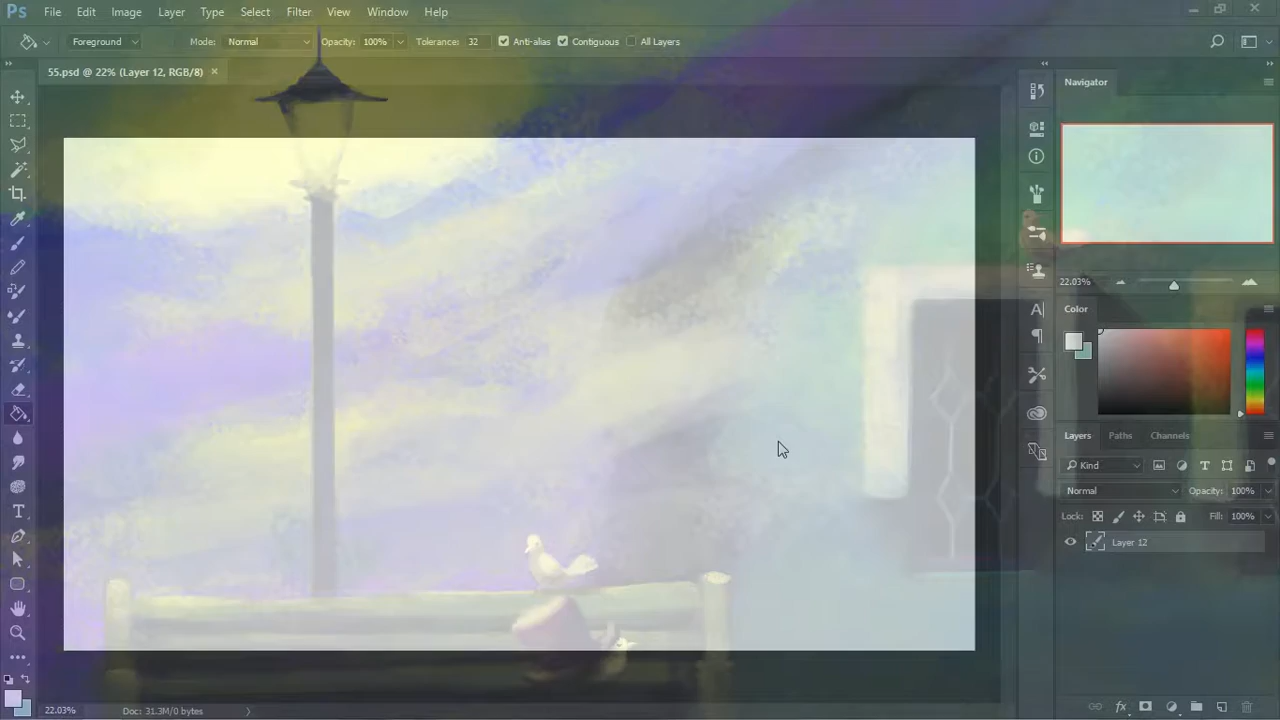 Ps File Edit Image Layer Type Select Filter View Window Help
Foreground Mode: Normal Opacity: 100% Tolerance: 32 Anti-alias Contiguous All Layers
55.psd @ 22% (Layer 12, RGB/8) ×
Navigator
22.03%
Color
Layers Paths Channels
Kind
Normal Opacity: 100%
Lock: Fill: 100%
Layer 12
22.03% Doc: 31.3M/0 bytes